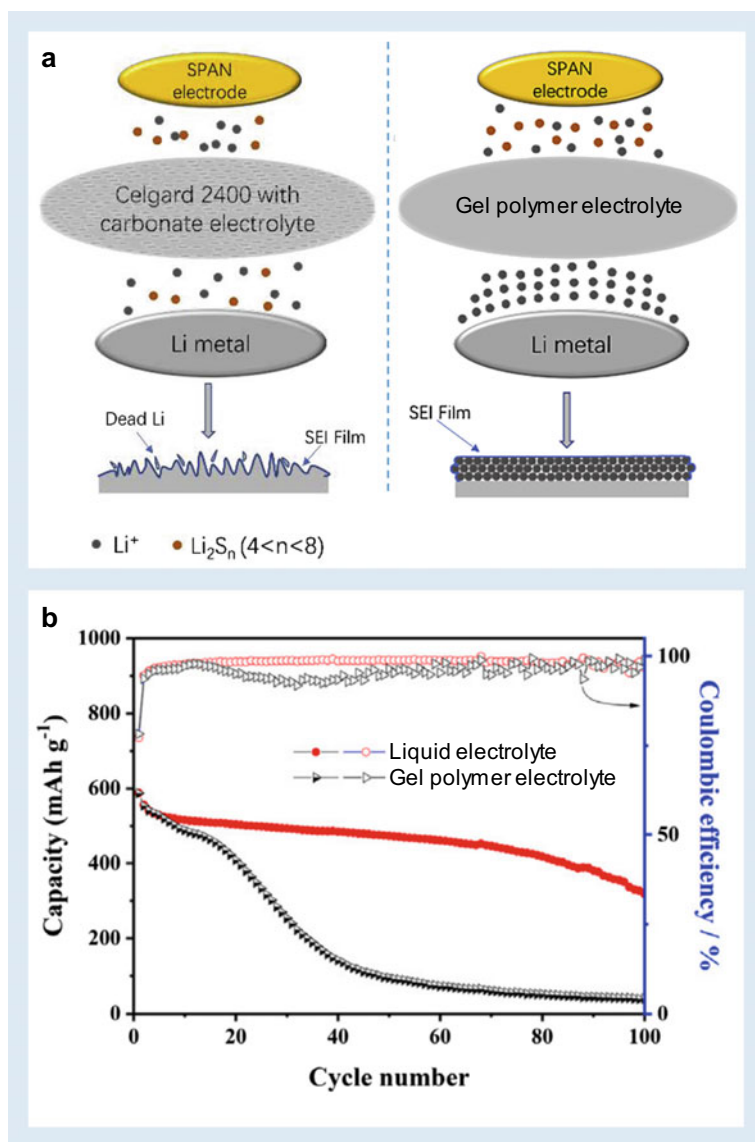 a
SPAN
electrode
Celgard 2400 with
carbonate electrolyte
Li metal
Dead Li
SEI Film
SPAN
electrode
Gel polymer electrolyte
Li metal
SEI Film
Li⁺
Li₂Sₙ (4<n<8)
b
Capacity (mAh g⁻¹)
1000
800
600
400
200
0
Liquid electrolyte
Gel polymer electrolyte
100
50
0
Coulombic efficiency / %
0
20
40
60
80
100
Cycle number